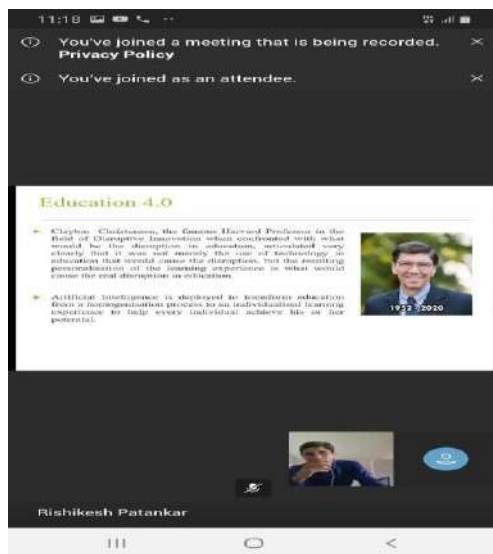 11:18
You've joined a meeting that is being recorded.
Privacy Policy
You've joined as an attendee.
Education 4.0
Clayton Christensen, the famous Harvard Professor in the
field of Disruptive Innovation when confronted with what
would be the disruption in education, articulated very
clearly that it was not merely the use of technology in
education that would cause the disruption, but the resulting
personalisation of the learning experience is what would
cause the real disruption in education.
Artificial Intelligence is deployed to transform education
from a homogenisation process to an individualised learning
experience to help every individual achieve his or her
potential.
1952 - 2020
Rishikesh Patankar